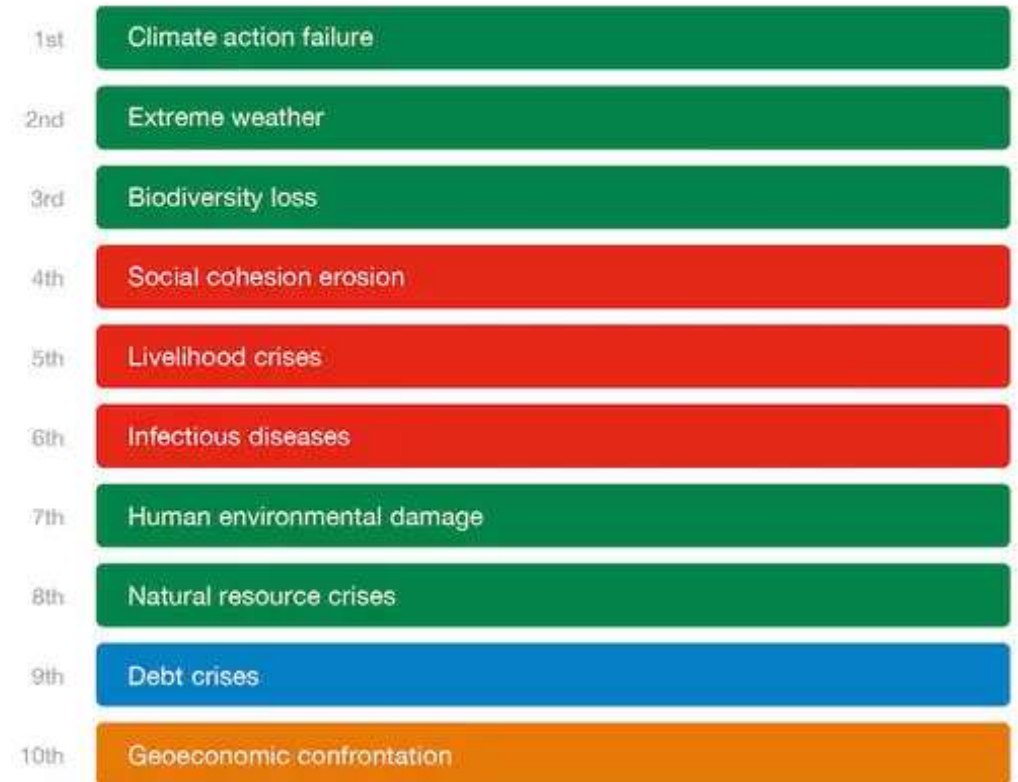 1st Climate action failure
2nd Extreme weather
3rd Biodiversity loss
4th Social cohesion erosion
5th Livelihood crises
6th Infectious diseases
7th Human environmental damage
8th Natural resource crises
9th Debt crises
10th Geoeconomic confrontation